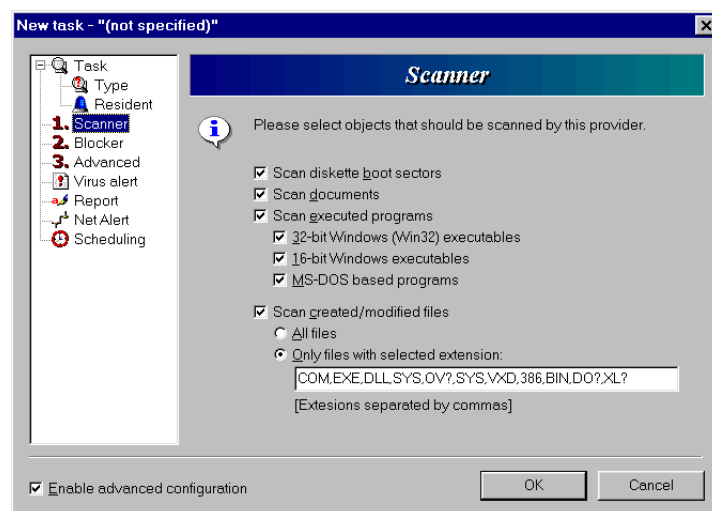 New task - "(not specified)"
Task
Type
Resident
1. Scanner
2. Blocker
3. Advanced
Virus alert
Report
Net Alert
Scheduling
Scanner
Please select objects that should be scanned by this provider.
Scan diskette boot sectors
Scan documents
Scan executed programs
32-bit Windows (Win32) executables
16-bit Windows executables
MS-DOS based programs
Scan created/modified files
All files
Only files with selected extension:
COM,EXE,DLL,SYS,OV?,SYS,VXD,386,BIN,DO?,XL?
[Extesions separated by commas]
Enable advanced configuration
OK
Cancel